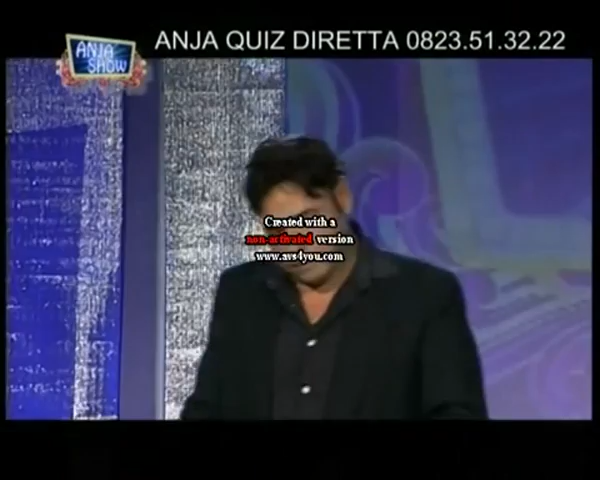 ANJA QUIZ DIRETTA 0823.51.32.22
ANJA
SHOW
Created with a
non-activated version
www.avs4you.com